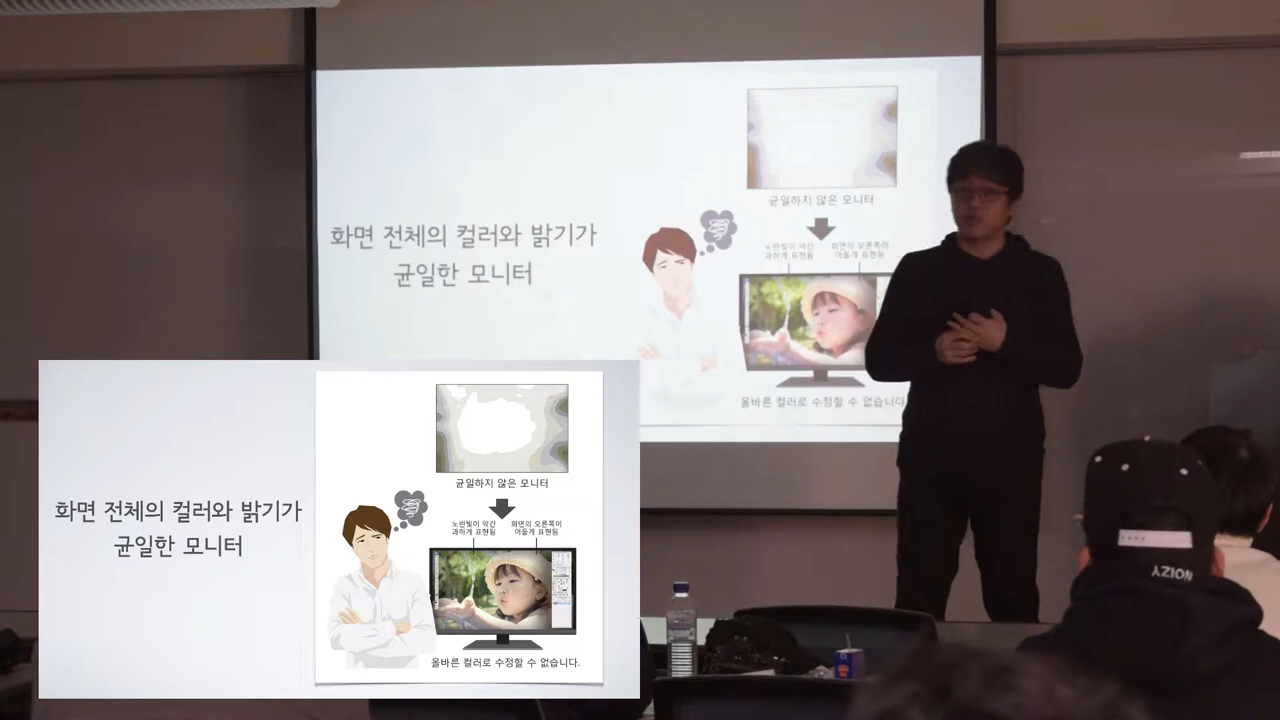 화면 전체의 컬러와 밝기가
균일한 모니터
균일하지 않은 모니터
노란빛이 약간
과하게 표현됨
화면의 오른쪽이
어둡게 표현됨
올바른 컬러로 수정할 수 없습니다
화면 전체의 컬러와 밝기가
균일한 모니터
균일하지 않은 모니터
노란빛이 약간
과하게 표현됨
화면의 오른쪽이
어둡게 표현됨
올바른 컬러로 수정할 수 없습니다.